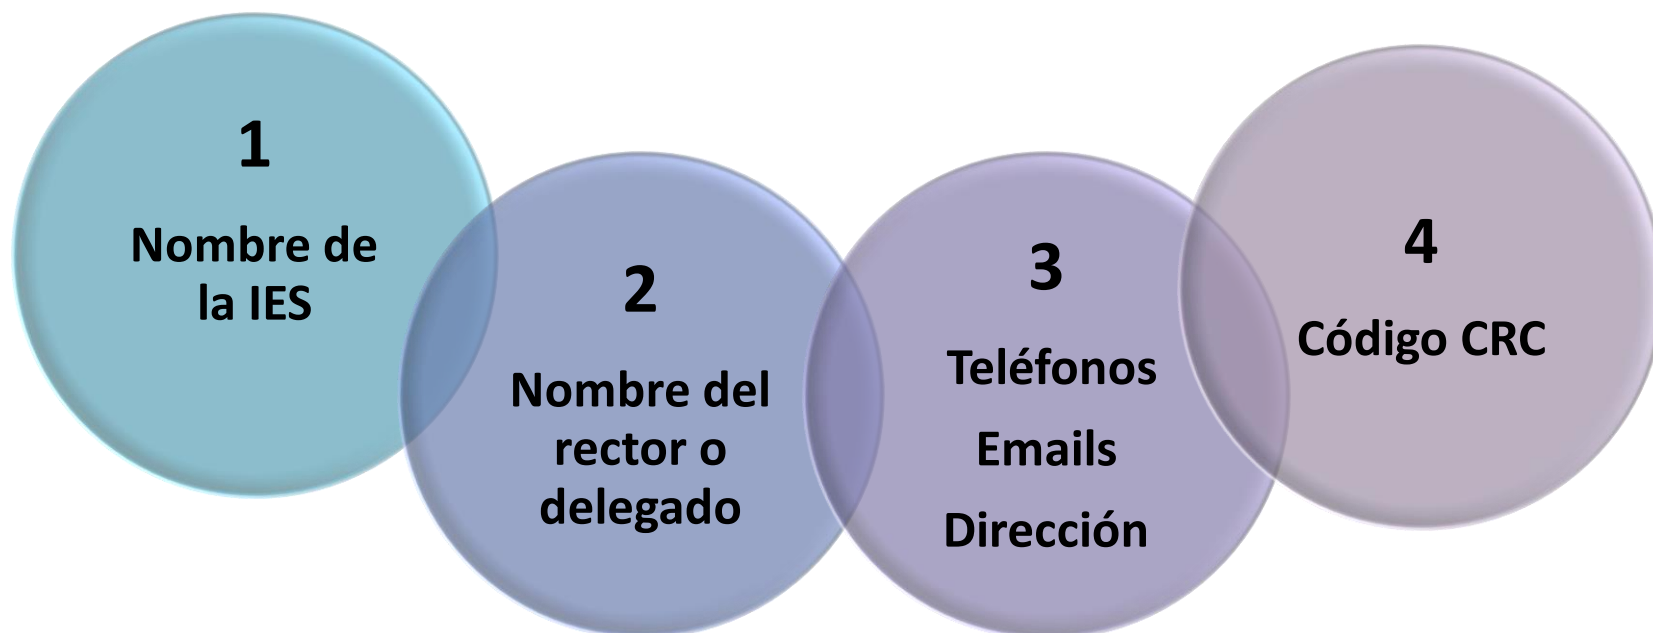 1
Nombre de
la IES
2
Nombre del
rector o
delegado
3
Teléfonos
Emails
Dirección
4
Código CRC